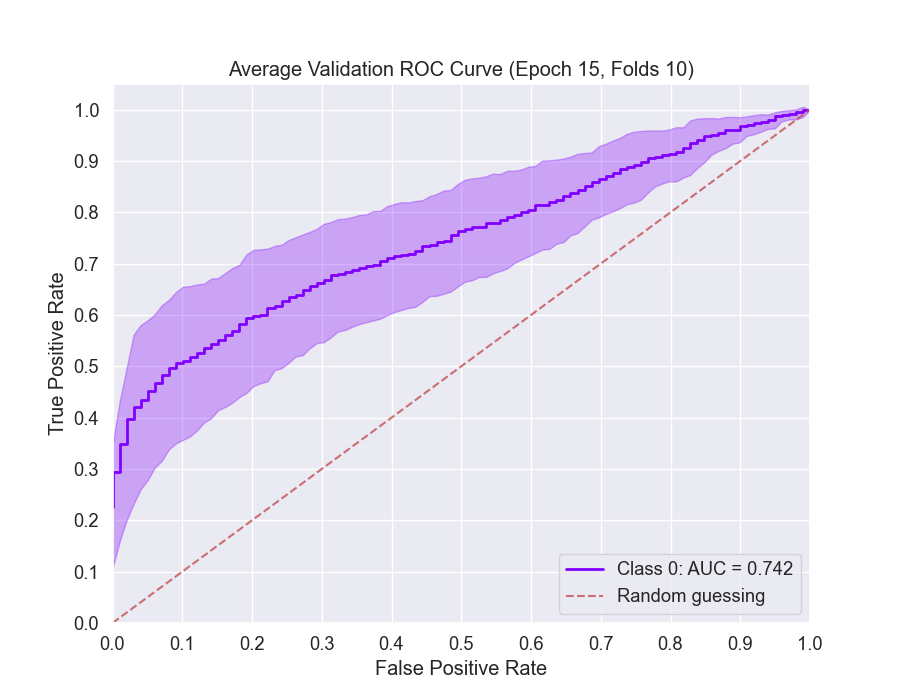 Average Validation ROC Curve (Epoch 15, Folds 10)
True Positive Rate
1.0
0.9
0.8
0.7
0.6
0.5
0.4
0.3
0.2
0.1
0.0
Class 0: AUC = 0.742
Random guessing
0.0 0.1 0.2 0.3 0.4 0.5 0.6 0.7 0.8 0.9 1.0
False Positive Rate